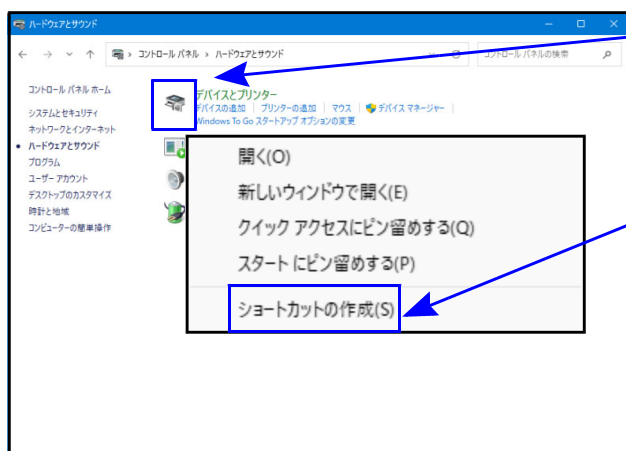 ハードウェアとサウンド
コントロール パネル › ハードウェアとサウンド
コントロール パネルの検索
コントロール パネル ホーム
システムとセキュリティ
ネットワークとインターネット
ハードウェアとサウンド
プログラム
ユーザー アカウント
デスクトップのカスタマイズ
時計と地域
コンピューターの簡単操作
デバイスとプリンター
デバイスの追加 | プリンターの追加 | マウス | デバイス マネージャー |
Windows To Go スタートアップ オプションの変更
開く(O)
新しいウィンドウで開く(E)
クイック アクセスにピン留めする(Q)
スタート にピン留めする(P)
ショートカットの作成(S)